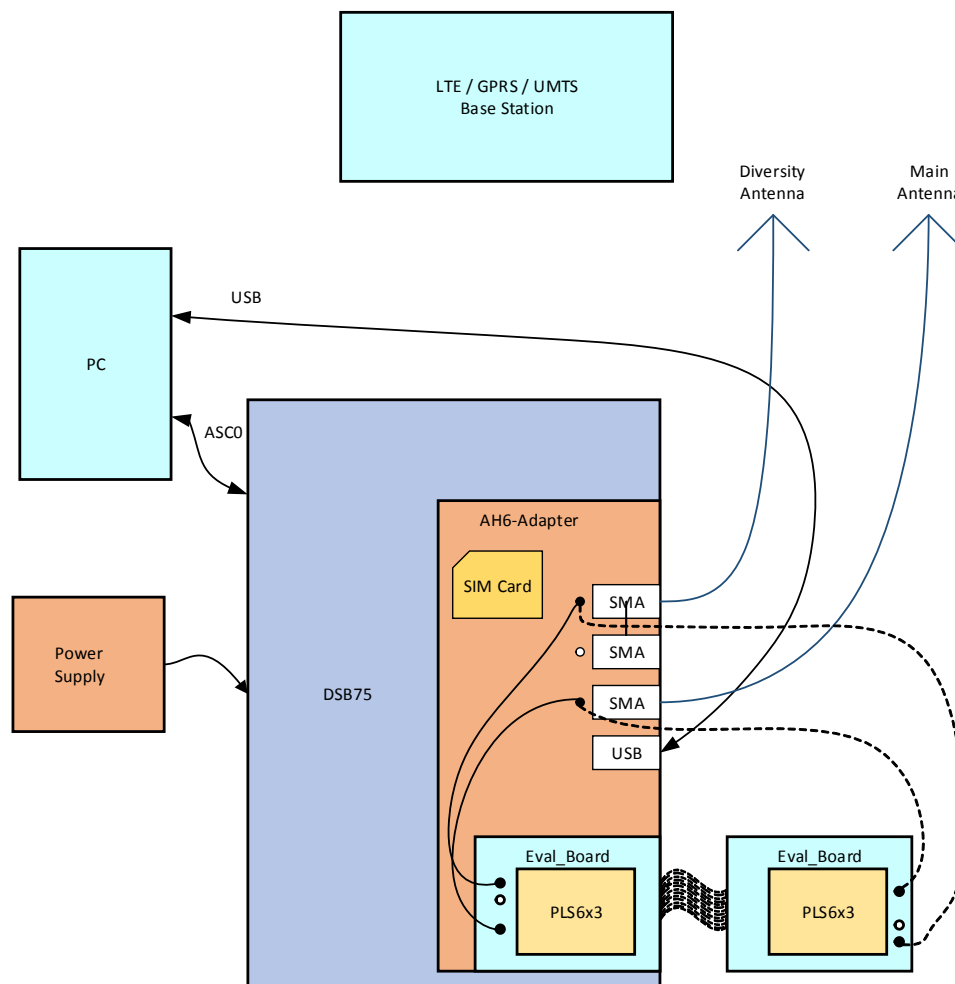 LTE / GPRS / UMTS
Base Station
Diversity
Antenna
Main
Antenna
USB
PC
ASC0
AH6-Adapter
SIM Card
SMA
SMA
SMA
USB
Power
Supply
DSB75
Eval_Board
PLS6x3
Eval_Board
PLS6x3